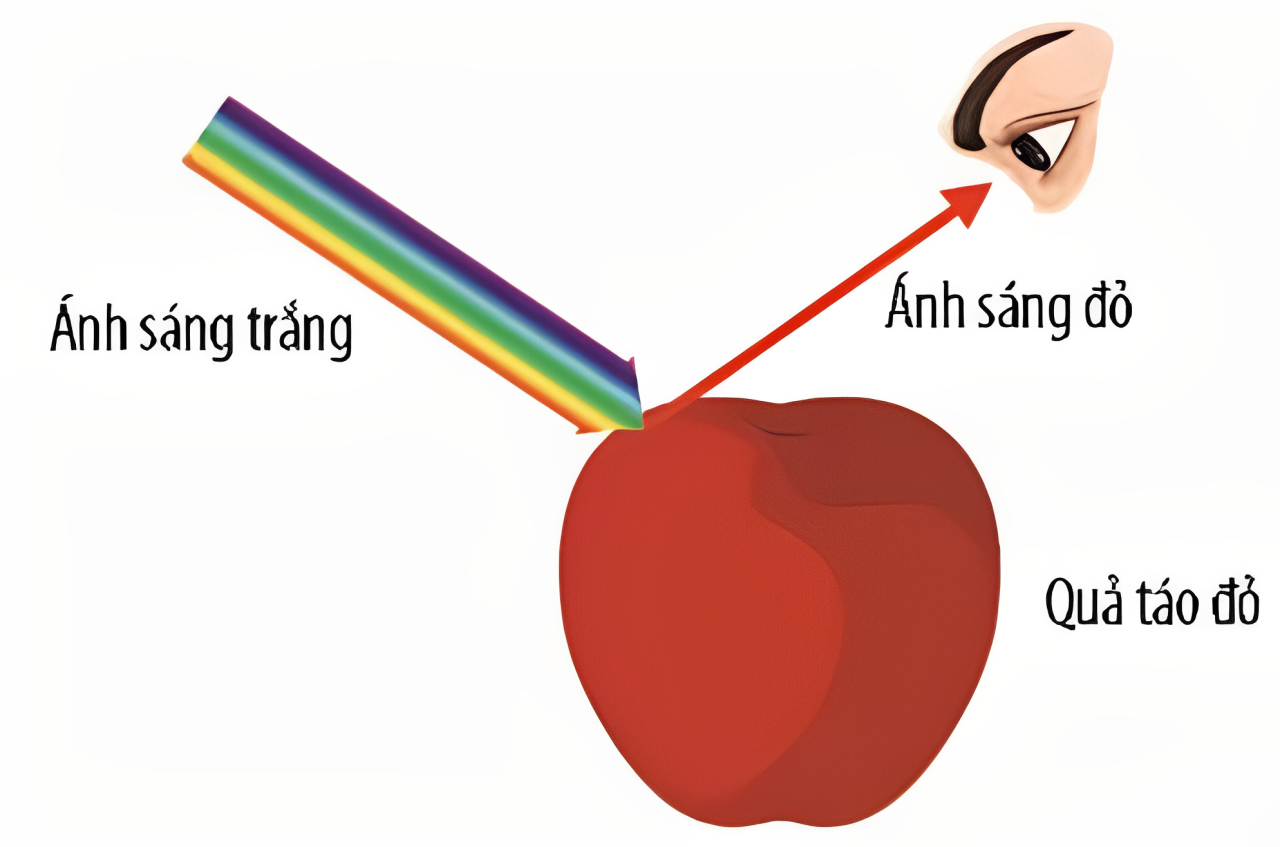 Ánh sáng trắng
Ánh sáng đỏ
Quả táo đỏ